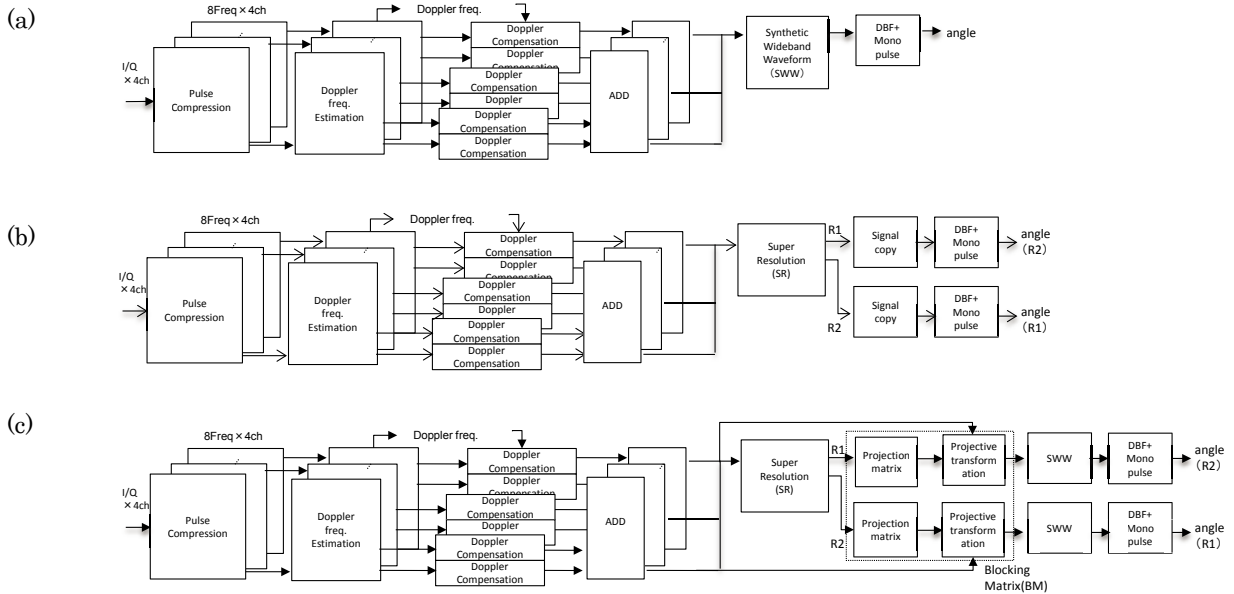 (a)
8Freq×4ch
Doppler freq.
I/Q
×4ch
Pulse
Compression
Doppler
freq.
Estimation
Doppler
Compensation
Doppler
Compensation
Doppler
Compensation
Doppler
Doppler
Compensation
Doppler
Compensation
ADD
Synthetic
Wideband
Waveform
(SWW)
DBF+
Mono
pulse
angle
(b)
8Freq×4ch
Doppler freq.
I/Q
×4ch
Pulse
Compression
Doppler
freq.
Estimation
Doppler
Compensation
Doppler
Compensation
Doppler
Compensation
Doppler
Doppler
Compensation
Doppler
Compensation
ADD
Super
Resolution
(SR)
R1
Signal
copy
DBF+
Mono
pulse
angle
(R2)
R2
Signal
copy
DBF+
Mono
pulse
angle
(R1)
(c)
8Freq×4ch
Doppler freq.
I/Q
×4ch
Pulse
Compression
Doppler
freq.
Estimation
Doppler
Compensation
Doppler
Compensation
Doppler
Compensation
Doppler
Doppler
Compensation
Doppler
Compensation
ADD
Super
Resolution
(SR)
R1
Projection
matrix
Projective
transform
ation
SWW
DBF+
Mono
pulse
angle
(R2)
R2
Projection
matrix
Projective
transform
ation
SWW
DBF+
Mono
pulse
angle
(R1)
Blocking
Matrix(BM)